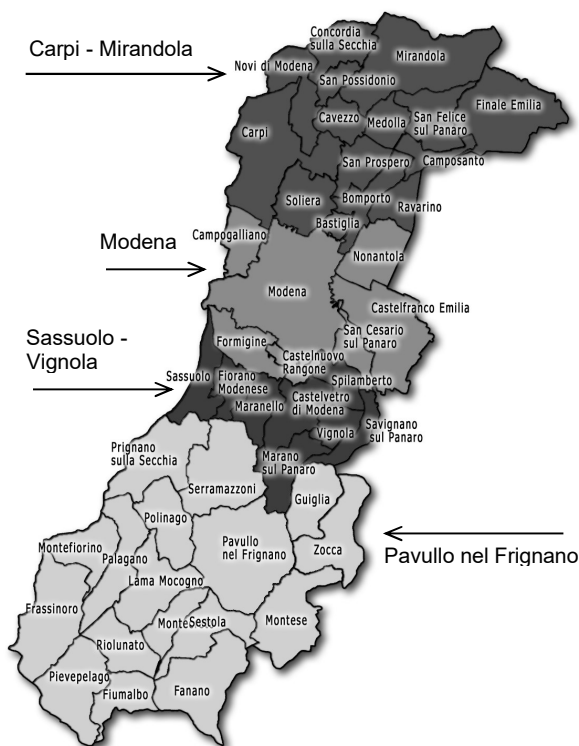 Carpi - Mirandola
Concordia
sulla Secchia
Mirandola
Novi di Modena
San Possidonio
Finale Emilia
Carpi
Cavezzo
Medolla
San Felice
sul Panaro
San Prospero
Camposanto
Soliera
Bomporto
Ravarino
Bastiglia
Campogalliano
Modena
Nonantola
Modena
Castelfranco Emilia
San Cesario
sul Panaro
Sassuolo -
Vignola
Formigine
Castelnuovo
Rangone
Spilamberto
Sassuolo
Fiorano
Modenese
Maranello
Castelvetro
di Modena
Vignola
Savignano
sul Panaro
Prignano
sulla Secchia
Marano
sul Panaro
Serramazzoni
Guiglia
Polinago
Montefiorino
Palagano
Pavullo
nel Frignano
Zocca
Pavullo nel Frignano
Lama Mocogno
Frassinoro
Monte
Sestola
Montese
Riolunato
Pievepelago
Fiumalbo
Fanano